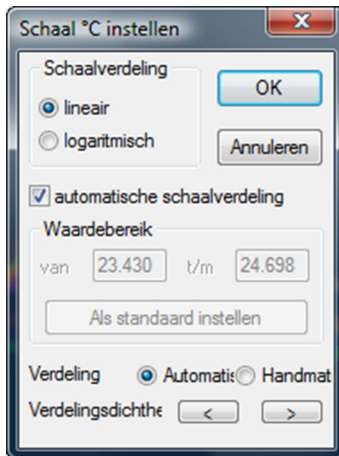 Schaal °C instellen
Schaalverdeling
OK
lineair
logaritmisch
Annuleren
automatische schaalverdeling
Waardebereik
van 23.430 t/m 24.698
Als standaard instellen
Verdeling Automatis Handmat
Verdelingsdichthe < >